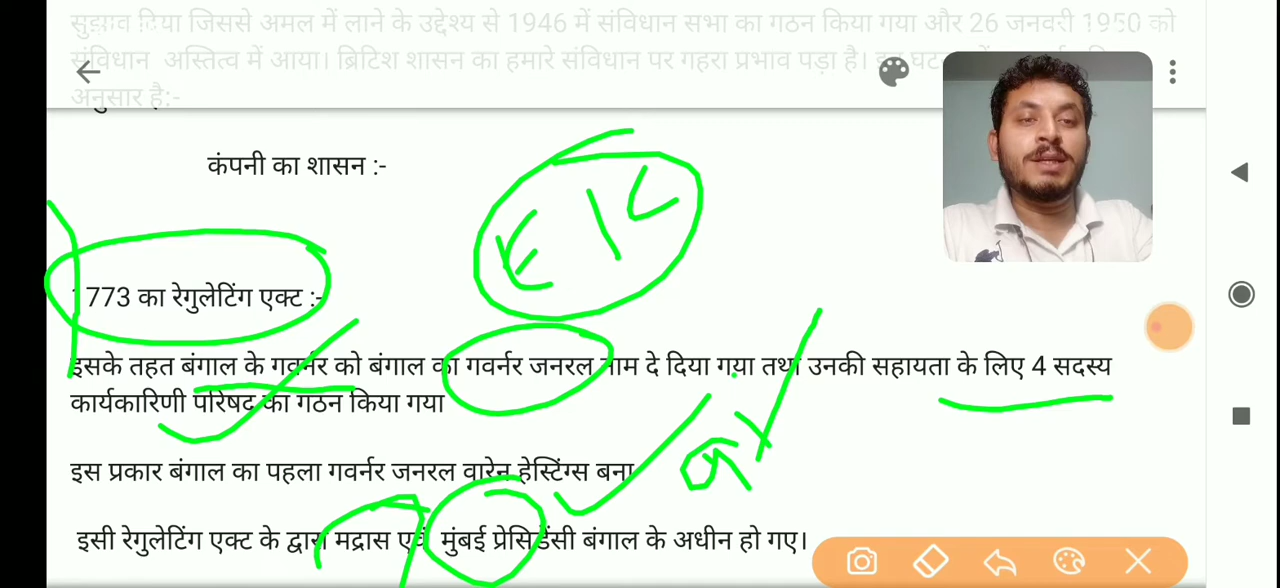 सुझाव दिया जिससे अमल में लाने के उद्देश्य से 1946 में संविधान सभा का गठन किया गया और 26 जनवरी 1950 को
संविधान अस्तित्व में आया। ब्रिटिश शासन का हमारे संविधान पर गहरा प्रभाव पड़ा है।
अनुसार है:-
कंपनी का शासन :-
E I C
1773 का रेगुलेटिंग एक्ट :-
इसके तहत बंगाल के गवर्नर को बंगाल का गवर्नर जनरल नाम दे दिया गया तथा उनकी सहायता के लिए 4 सदस्य
कार्यकारिणी परिषद का गठन किया गया
इस प्रकार बंगाल का पहला गवर्नर जनरल वारेन हेस्टिंग्स बना
इसी रेगुलेटिंग एक्ट के द्वारा मद्रास एवं मुंबई प्रेसिडेंसी बंगाल के अधीन हो गए।